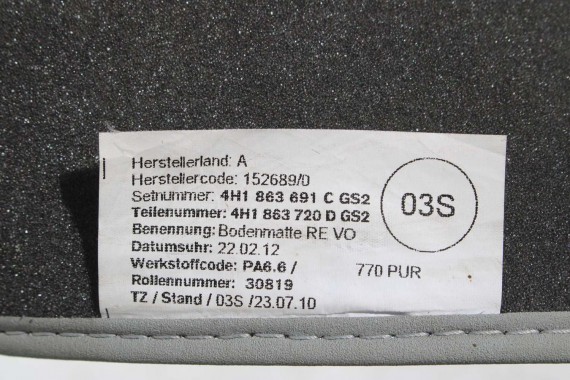 Herstellerland: A
Herstellercode: 152689/0
Setnummer: 4H1 863 691 C GS2
Teilenummer: 4H1 863 720 D GS2
Benennung: Bodenmatte RE VO
Datumsuhr: 22.02.12
Werkstoffcode: PA6.6 / 770 PUR
Rollennummer: 30819
TZ / Stand / 03S /23.07.10
03S